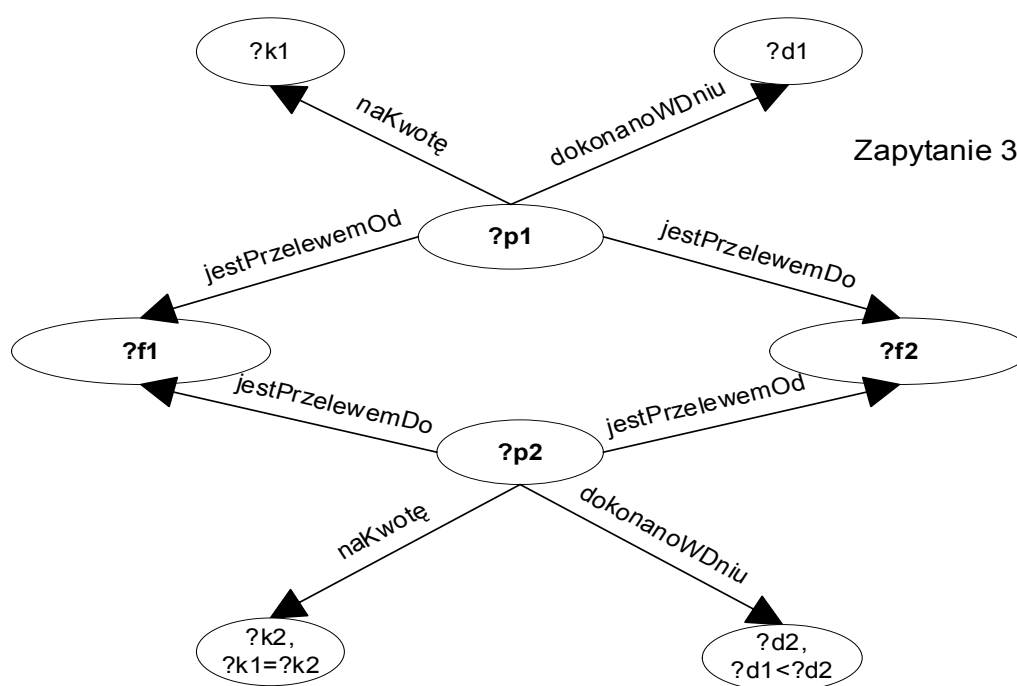 ?k1
?d1
naKwotę
dokonanoWDniu
Zapytanie 3
?p1
jestPrzelewemOd
jestPrzelewemDo
?f1
?f2
jestPrzelewemDo
jestPrzelewemOd
?p2
naKwotę
dokonanoWDniu
?k2,
?k1=?k2
?d2,
?d1<?d2